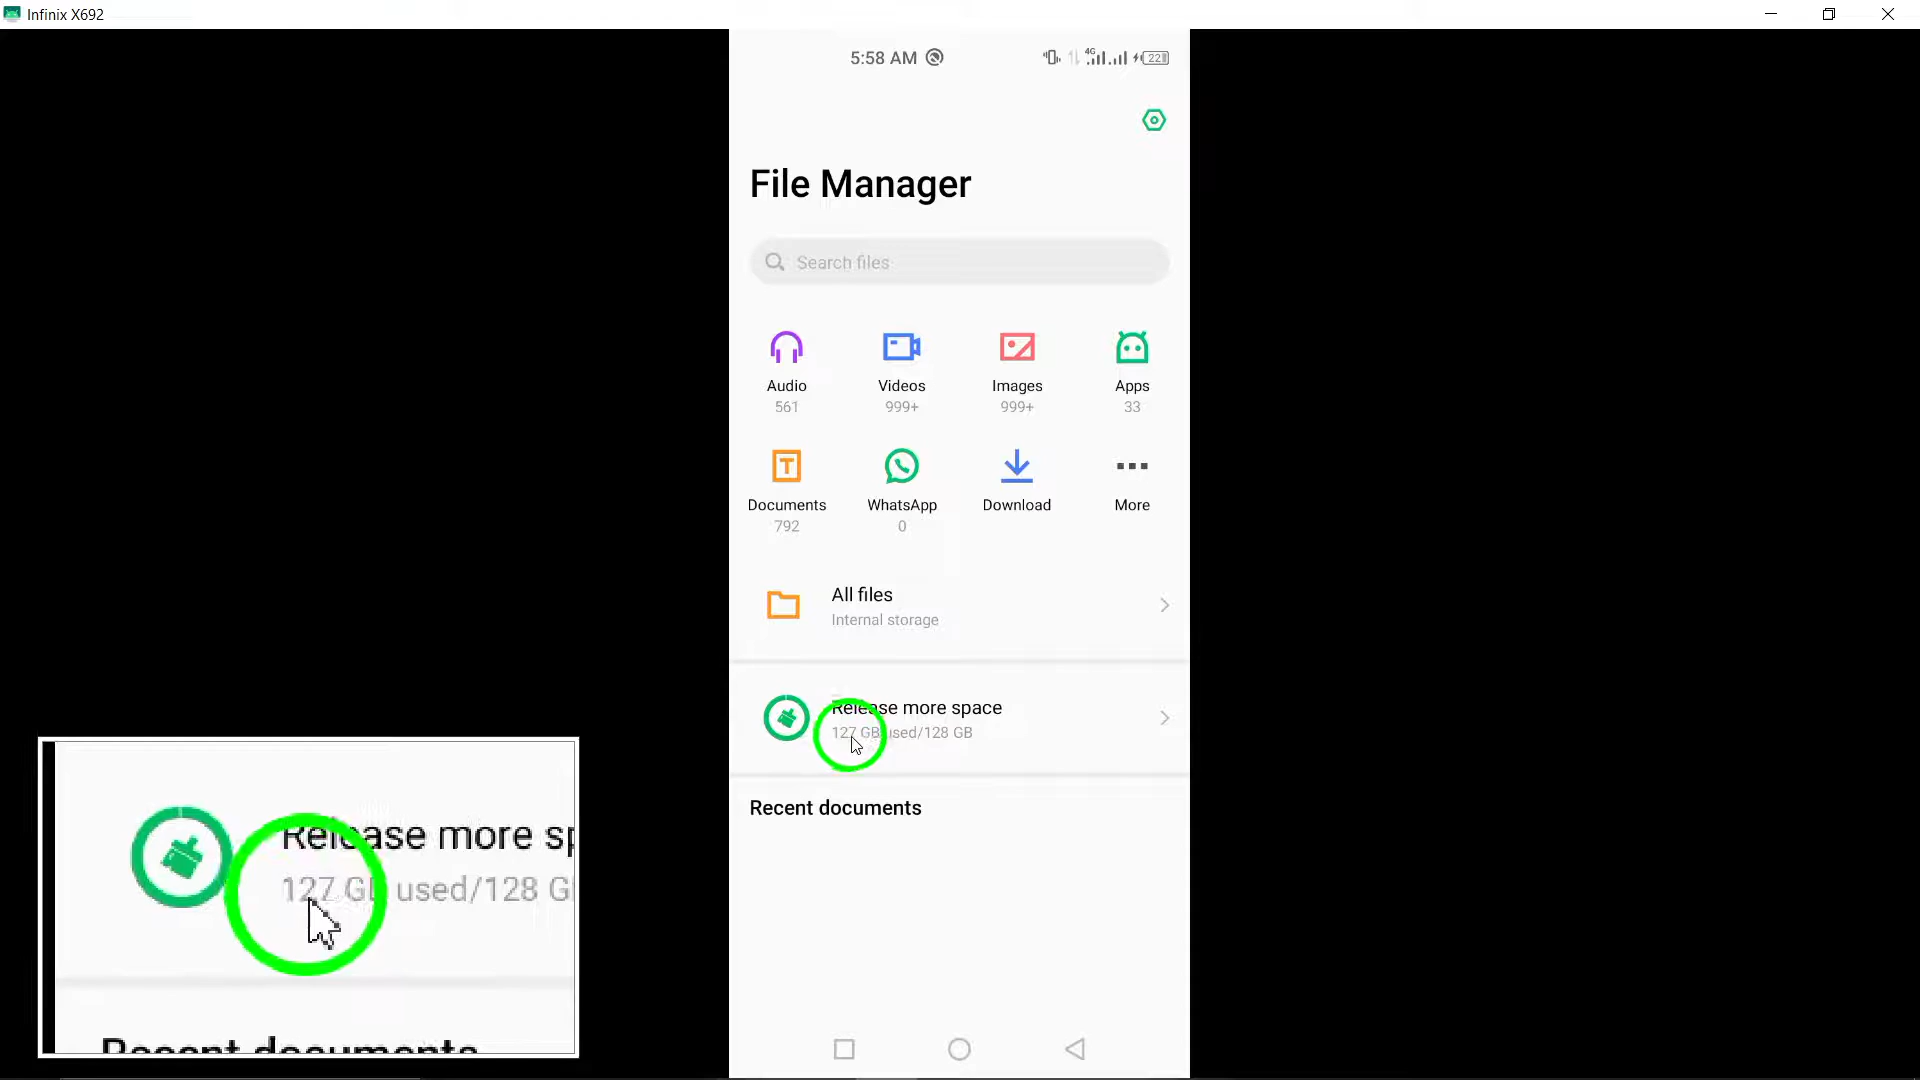 Infinix X692
5:58 AM
4G
22
File Manager
Search files
Audio
Videos
Images
Apps
561
999+
999+
33
Documents
WhatsApp
Download
More
792
0
All files
Internal storage
Release more space
127 GB used/128 GB
Recent documents
Release more sp
127 GB used/128 G
Recent documents